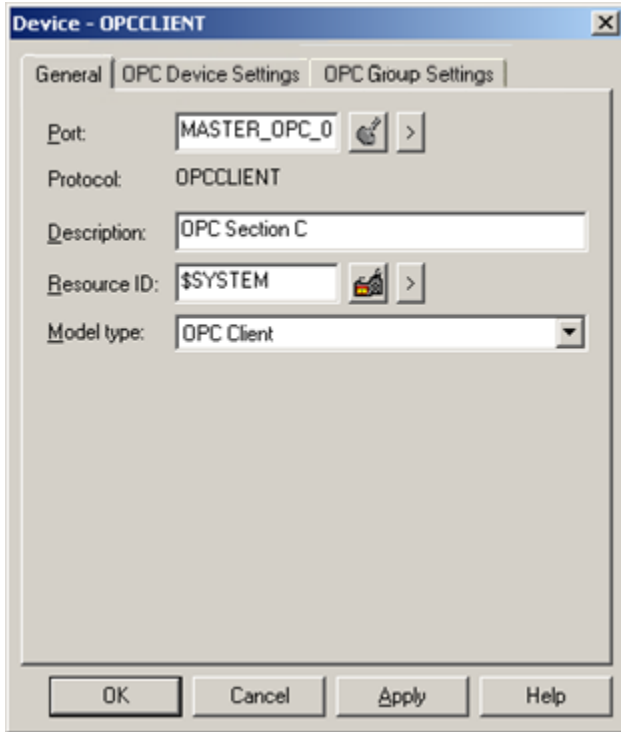 Device - OPCCLIENT
General OPC Device Settings OPC Group Settings
Port: MASTER_OPC_0 >
Protocol: OPCCLIENT
Description: OPC Section C
Resource ID: $SYSTEM >
Model type: OPC Client
OK Cancel Apply Help